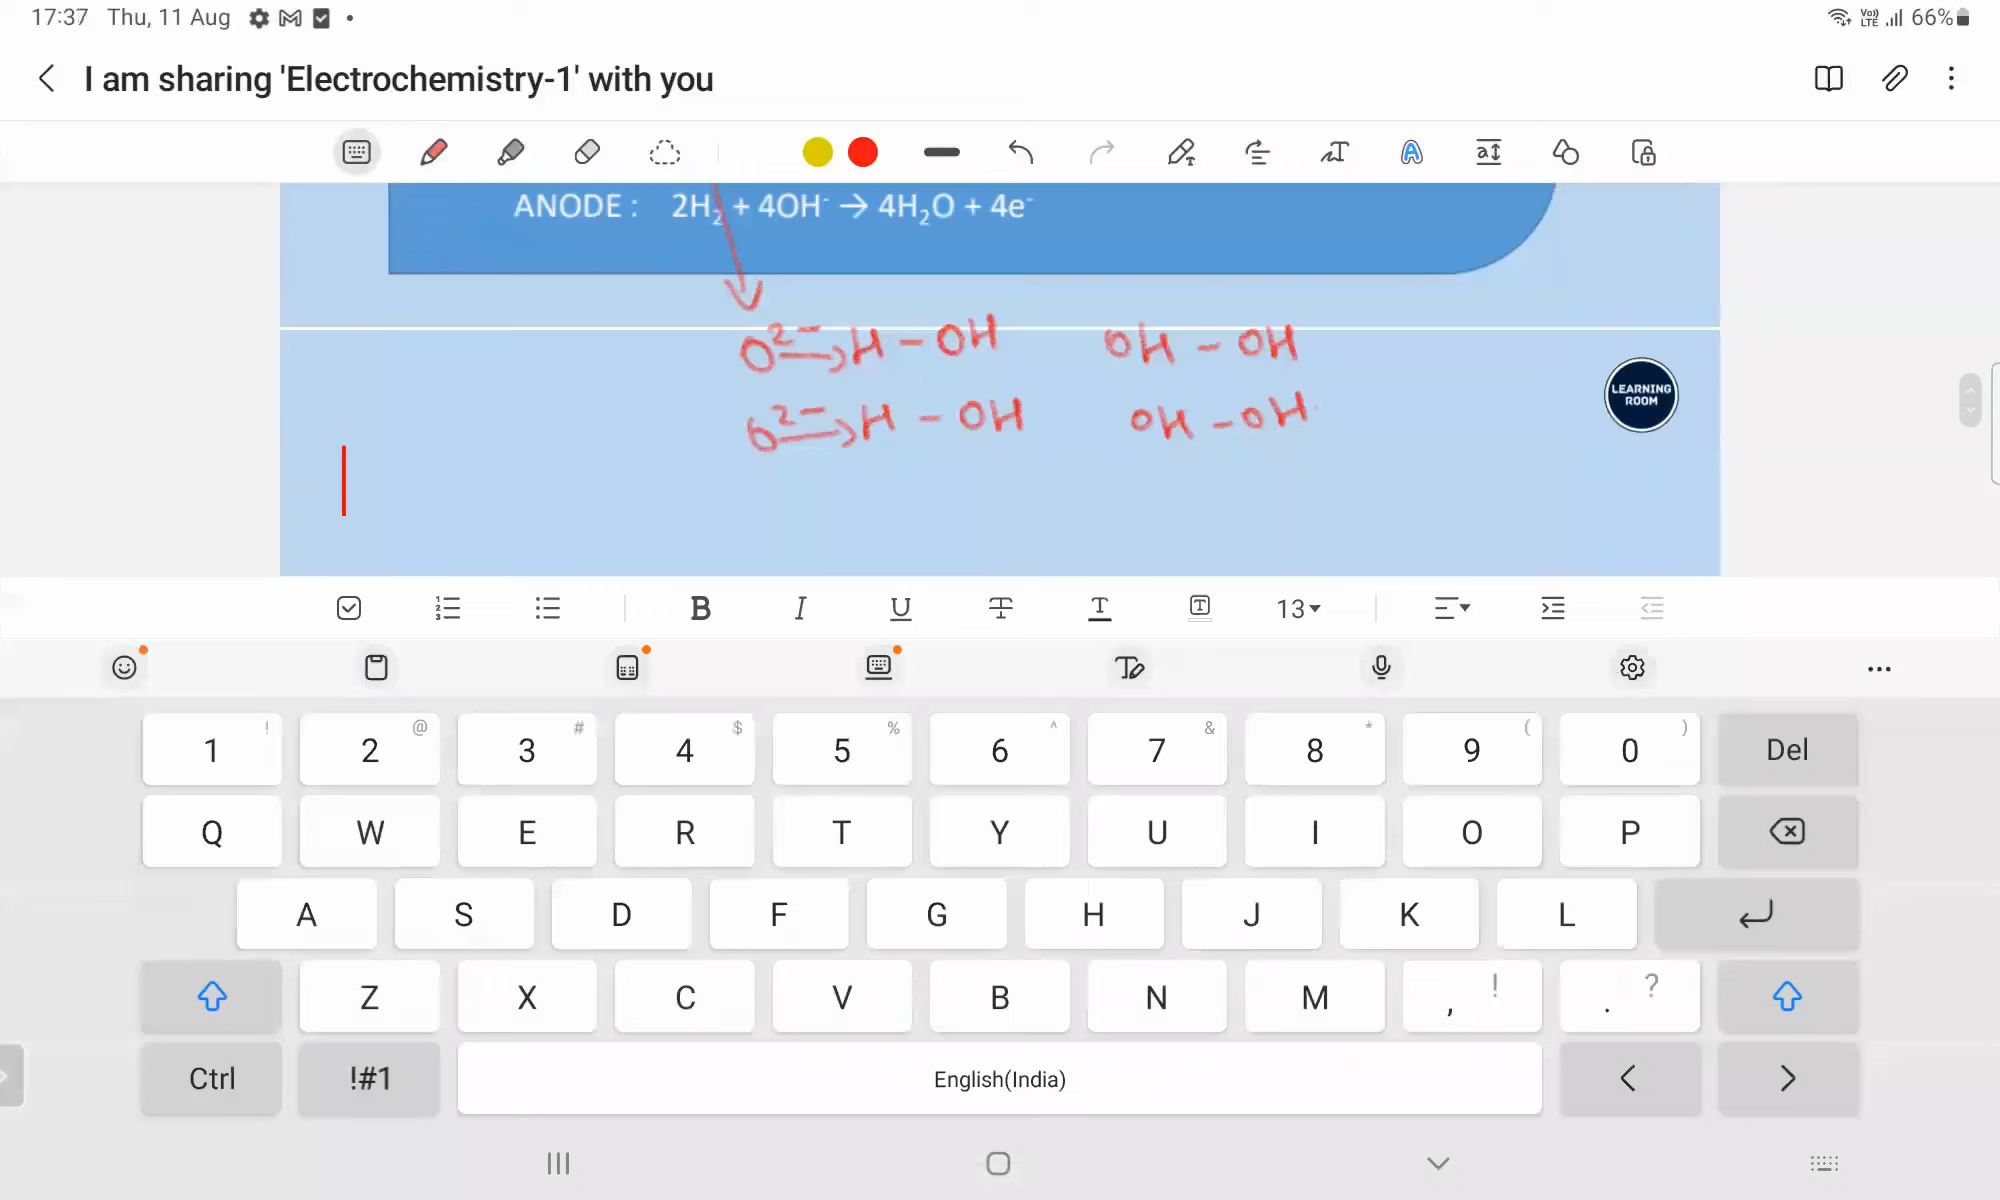 17:37 Thu, 11 Aug
Vo)) LTE 66%
I am sharing 'Electrochemistry-1' with you
ANODE : 2H₂ + 4OH⁻ → 4H₂O + 4e⁻
O²⁻ → H – OH OH – OH
O²⁻ → H – OH OH – OH
LEARNING
ROOM
B I U T T T 13
1 ! 2 @ 3 # 4 $ 5 % 6 ^ 7 & 8 * 9 ( 0 ) Del
Q W E R T Y U I O P
A S D F G H J K L
Z X C V B N M , ! . ?
Ctrl !#1 English(India) < >